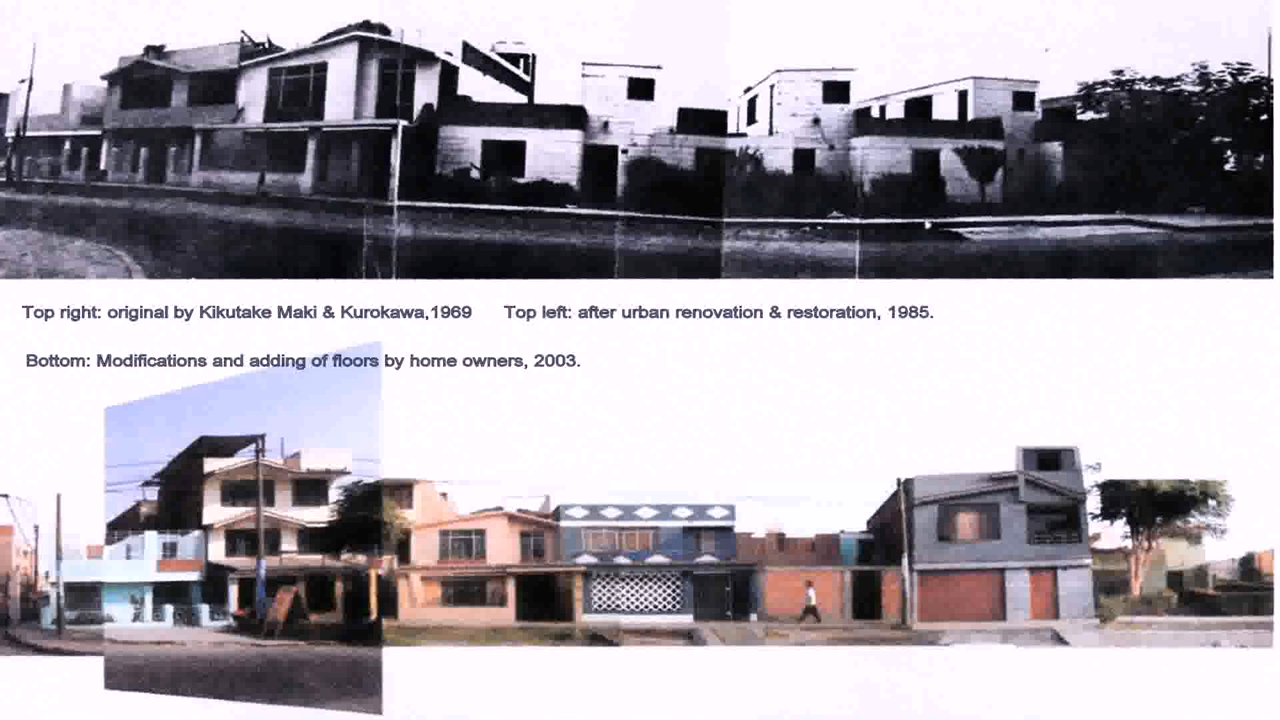 Top right: original by Kikutake Maki & Kurokawa,1969 Top left: after urban renovation & restoration, 1985.
Bottom: Modifications and adding of floors by home owners, 2003.